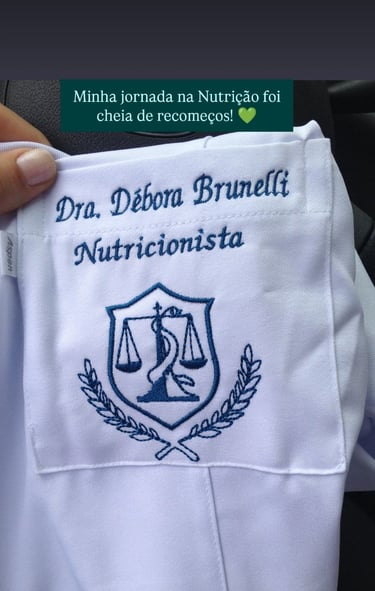 Minha jornada na Nutrição foi
cheia de recomeços! 💚
Dra. Débora Brunelli
Nutricionista